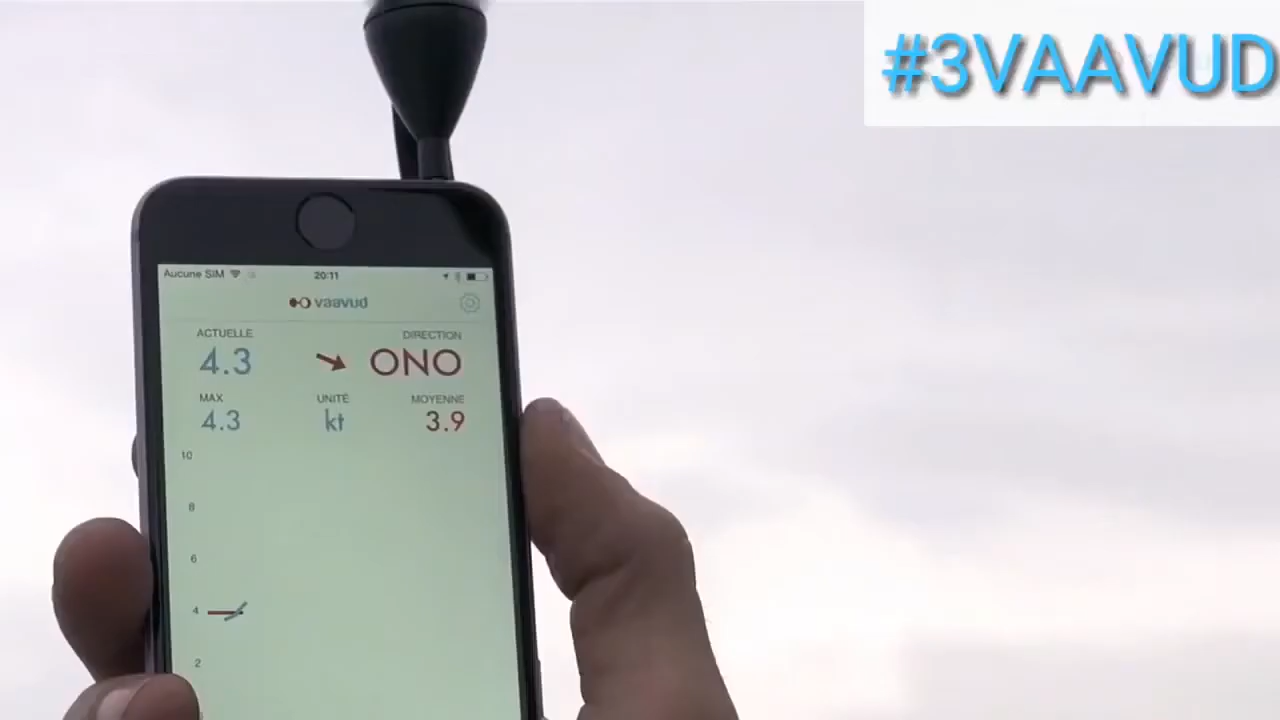 #3VAAVUD
Aucune SIM 20:11
vaavud
ACTUELLE DIRECTION
4.3 ONO
MAX UNITÉ MOYENNE
4.3 kt 3.9
10
8
6
4
2